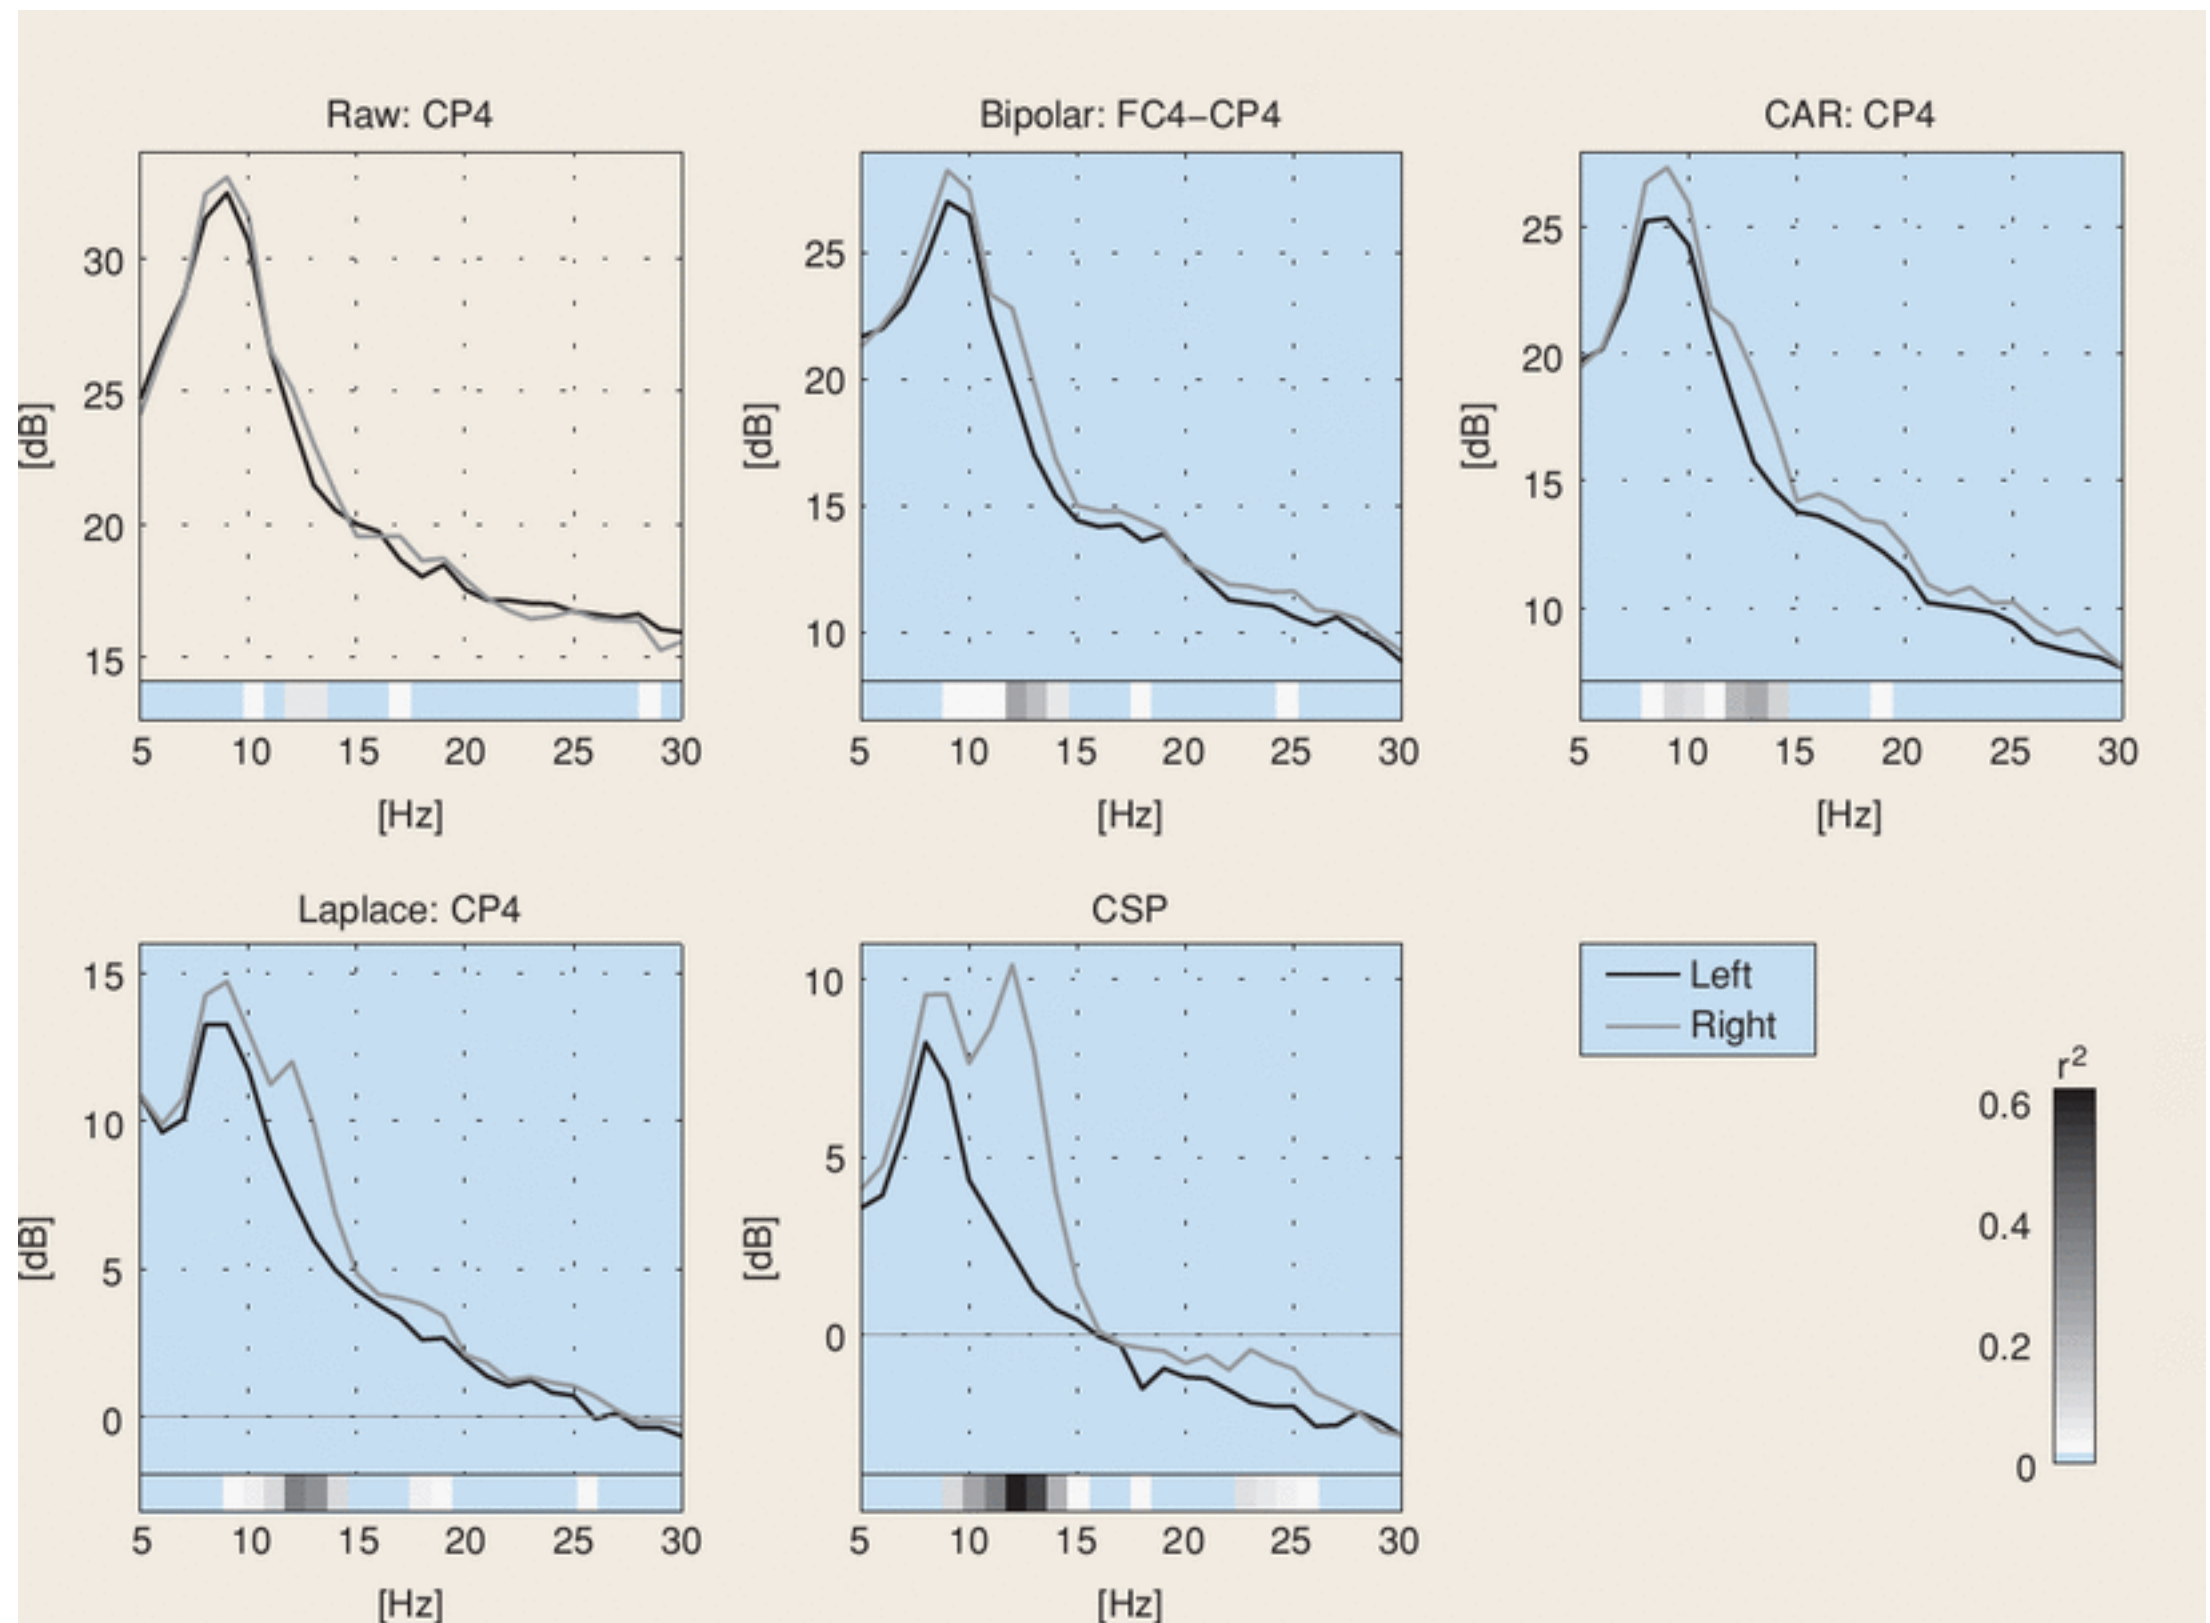 Raw: CP4
[dB]
30
25
20
15
5 10 15 20 25 30
[Hz]
Bipolar: FC4–CP4
[dB]
25
20
15
10
5 10 15 20 25 30
[Hz]
CAR: CP4
[dB]
25
20
15
10
5 10 15 20 25 30
[Hz]
Laplace: CP4
[dB]
15
10
5
0
5 10 15 20 25 30
[Hz]
CSP
[dB]
10
5
0
5 10 15 20 25 30
[Hz]
Left
Right
r²
0.6
0.4
0.2
0